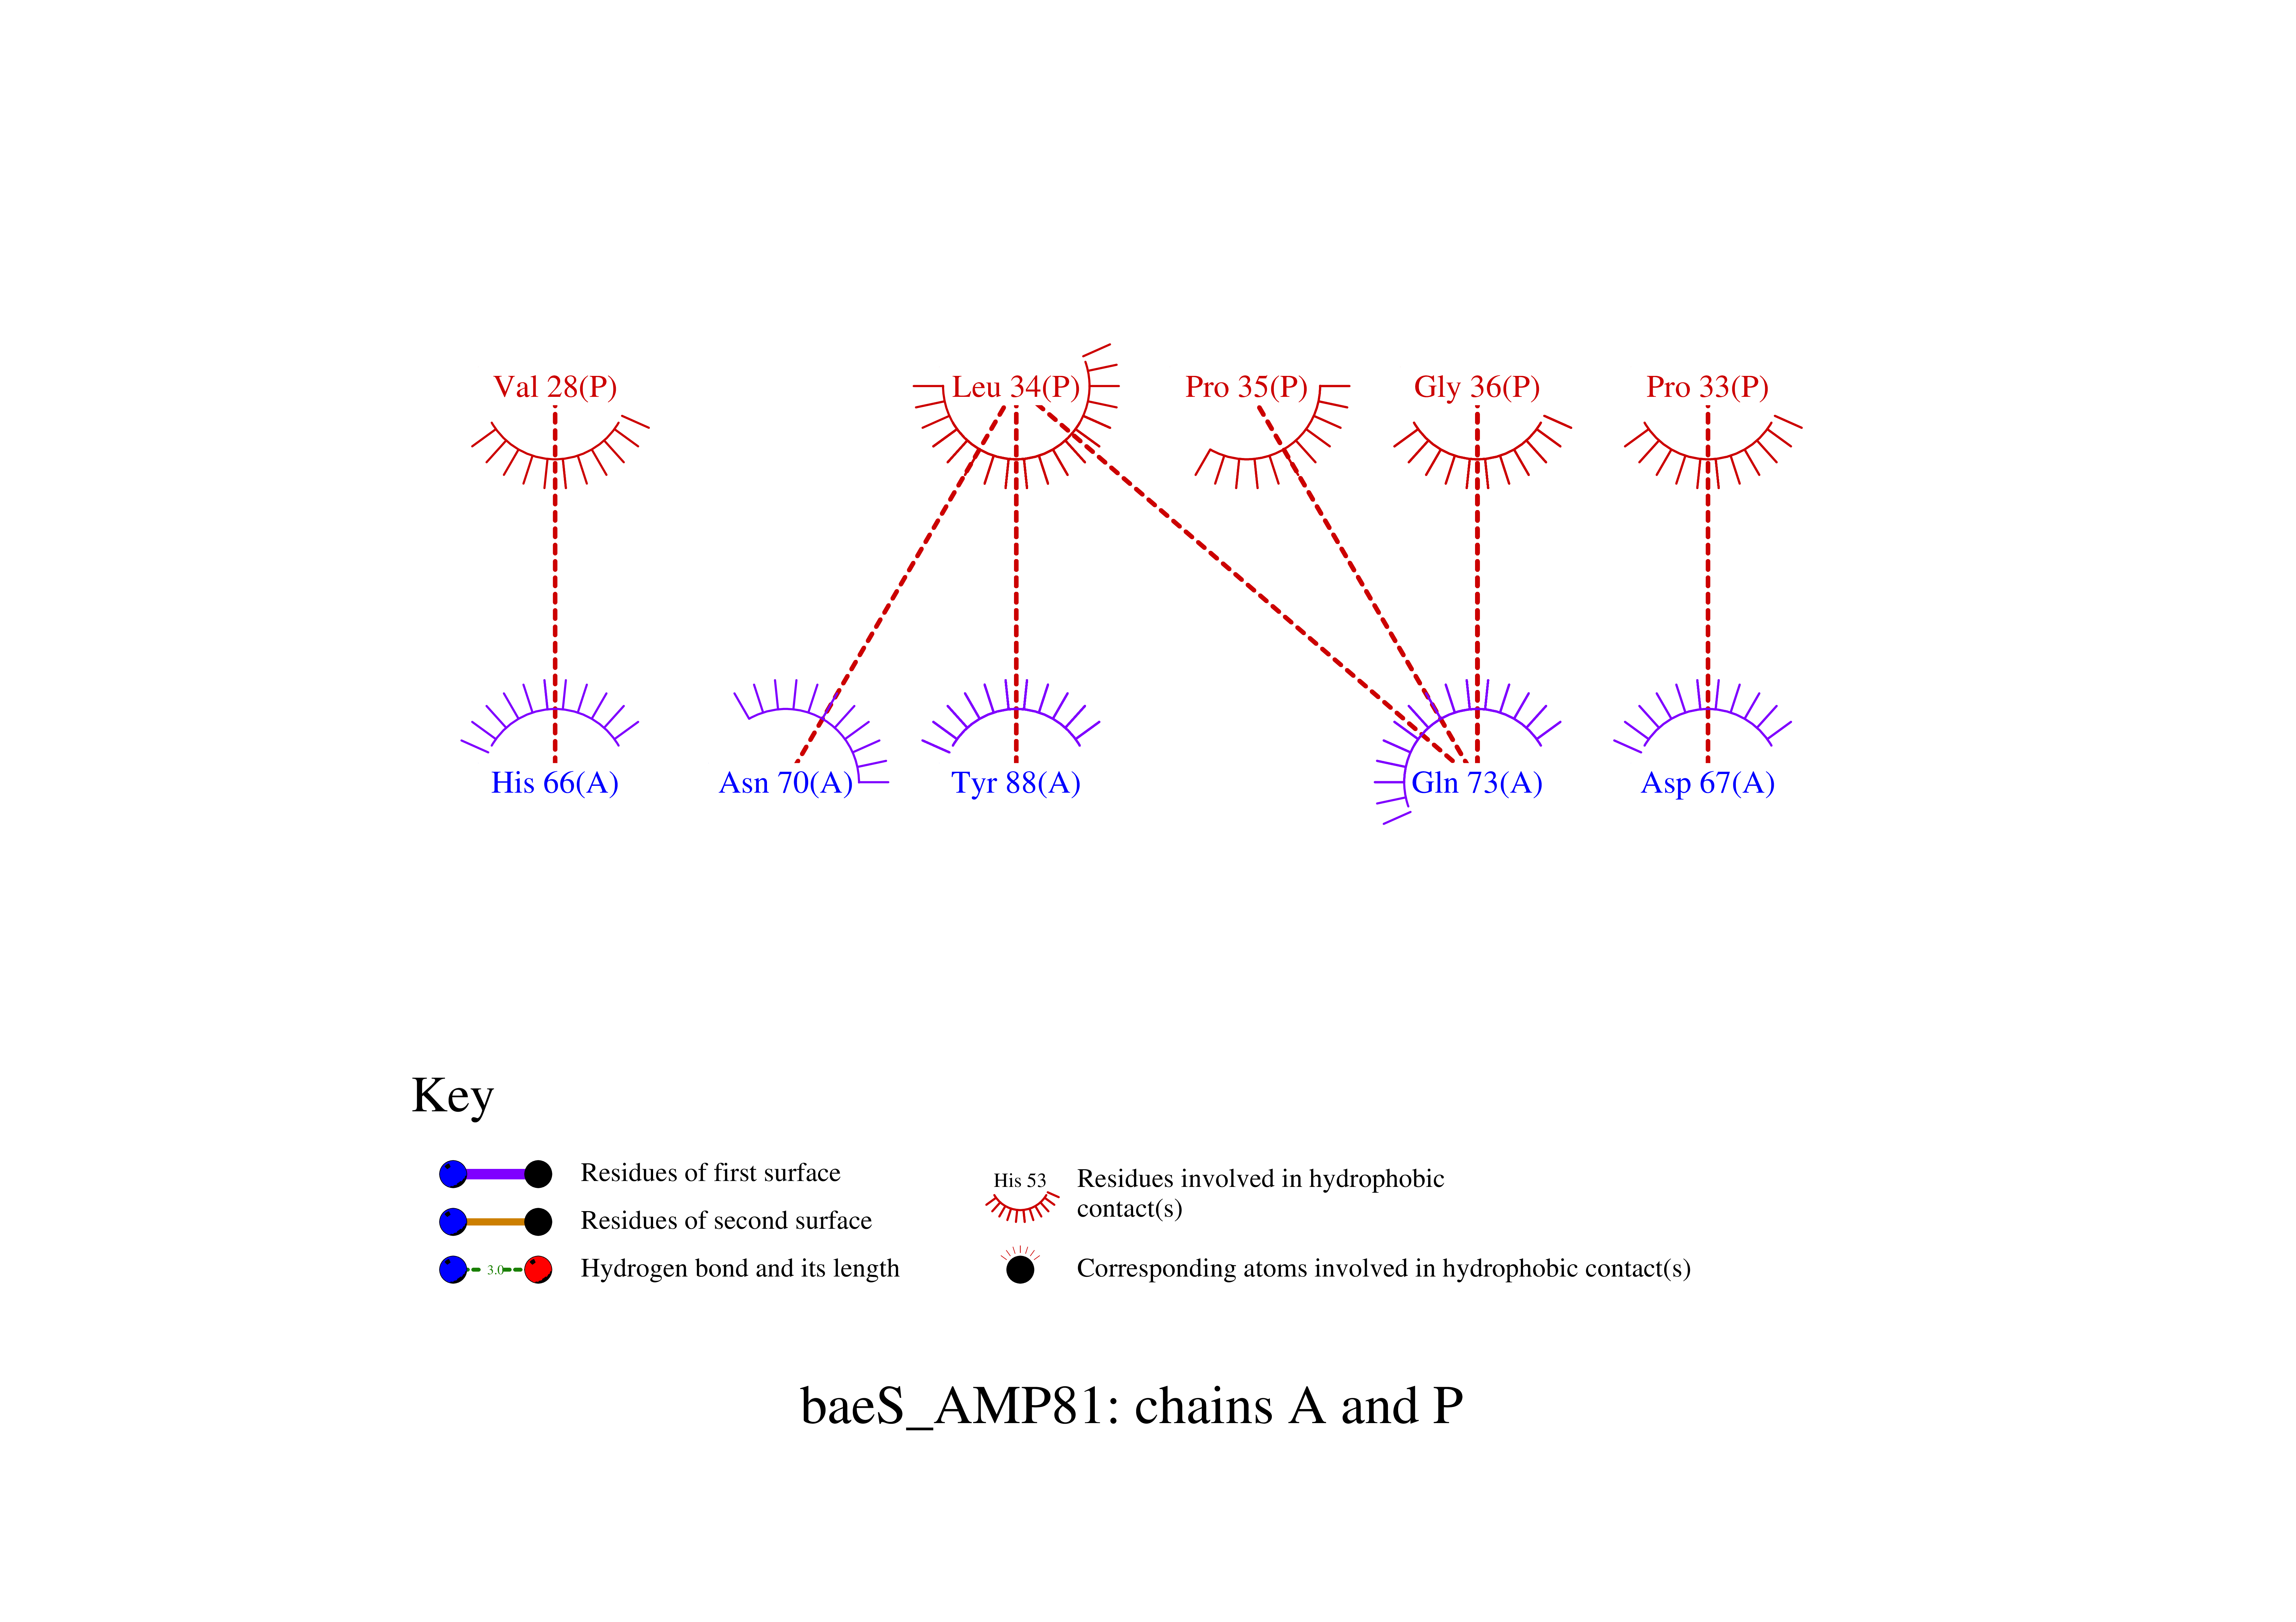 Val 28(P) Leu 34(P) Pro 35(P) Gly 36(P) Pro 33(P)
His 66(A) Asn 70(A) Tyr 88(A) Gln 73(A) Asp 67(A)
Key
Residues of first surface
Residues of second surface
3.0 Hydrogen bond and its length
His 53 Residues involved in hydrophobic
contact(s)
Corresponding atoms involved in hydrophobic contact(s)
baeS_AMP81: chains A and P